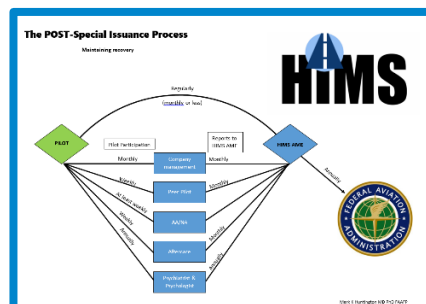 The POST-Special Issuance Process
Maintaining recovery
HIMS
Regularly
(monthly or less)
PILOT
Pilot Participation
Reports to
HIMS AME
HIMS AME
Monthly
Company
management
Monthly
Annually
Weekly
Peer Pilot
Monthly
At least weekly
AA/NA
Weekly
Aftercare
Monthly
Annually
Psychiatrist &
Psychologist
Annually
FEDERAL AVIATION
ADMINISTRATION